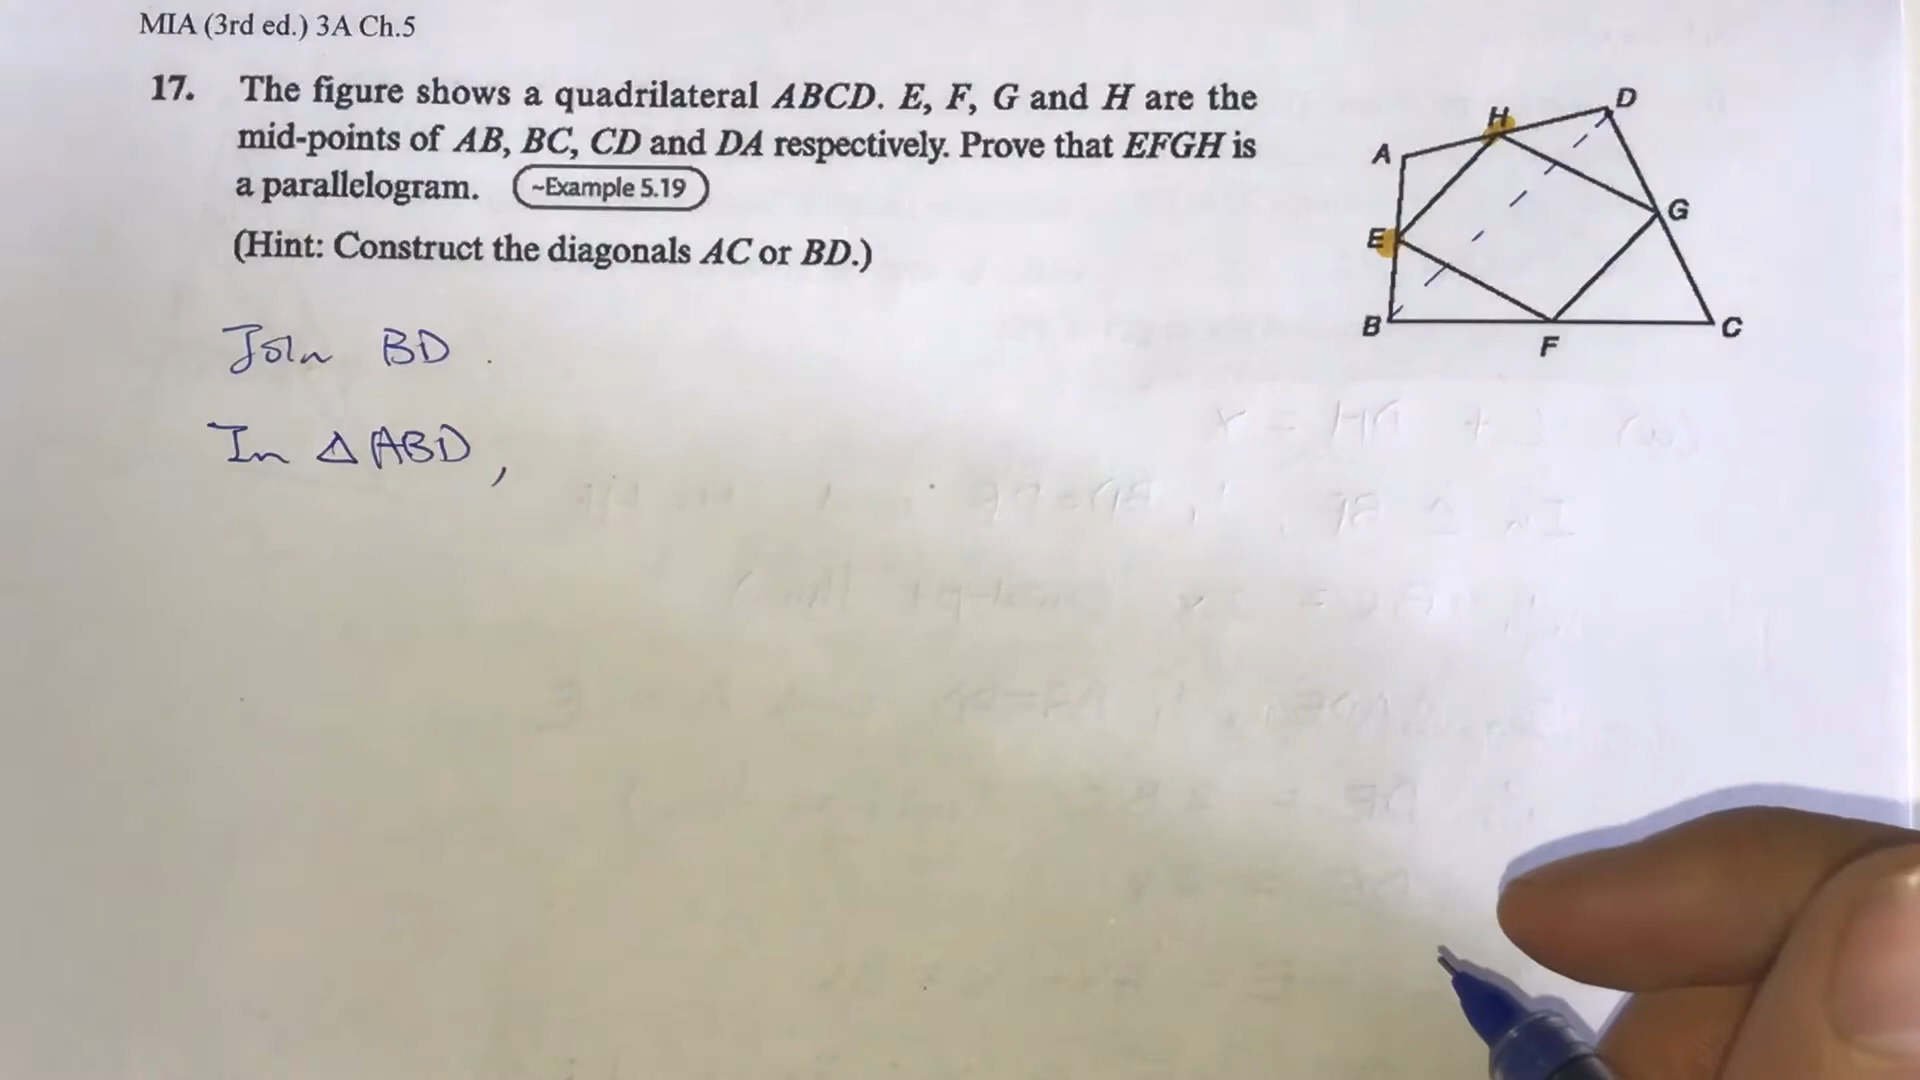 MIA (3rd ed.) 3A Ch.5
17. The figure shows a quadrilateral ABCD. E, F, G and H are the
mid-points of AB, BC, CD and DA respectively. Prove that EFGH is
a parallelogram. ~Example 5.19
(Hint: Construct the diagonals AC or BD.)
D
H
A
G
E
B
F
C
Join BD.
In △ABD,